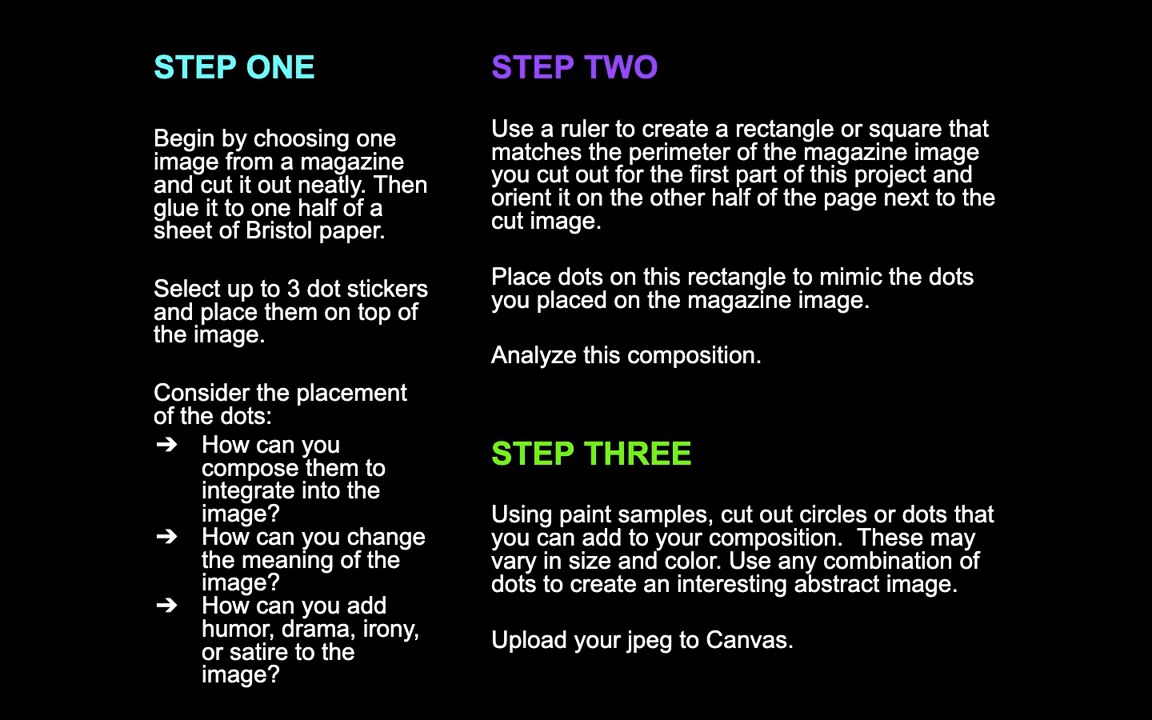 STEP ONE
Begin by choosing one
image from a magazine
and cut it out neatly. Then
glue it to one half of a
sheet of Bristol paper.
Select up to 3 dot stickers
and place them on top of
the image.
Consider the placement
of the dots:
➔ How can you
compose them to
integrate into the
image?
➔ How can you change
the meaning of the
image?
➔ How can you add
humor, drama, irony,
or satire to the
image?
STEP TWO
Use a ruler to create a rectangle or square that
matches the perimeter of the magazine image
you cut out for the first part of this project and
orient it on the other half of the page next to the
cut image.
Place dots on this rectangle to mimic the dots
you placed on the magazine image.
Analyze this composition.
STEP THREE
Using paint samples, cut out circles or dots that
you can add to your composition.  These may
vary in size and color. Use any combination of
dots to create an interesting abstract image.
Upload your jpeg to Canvas.